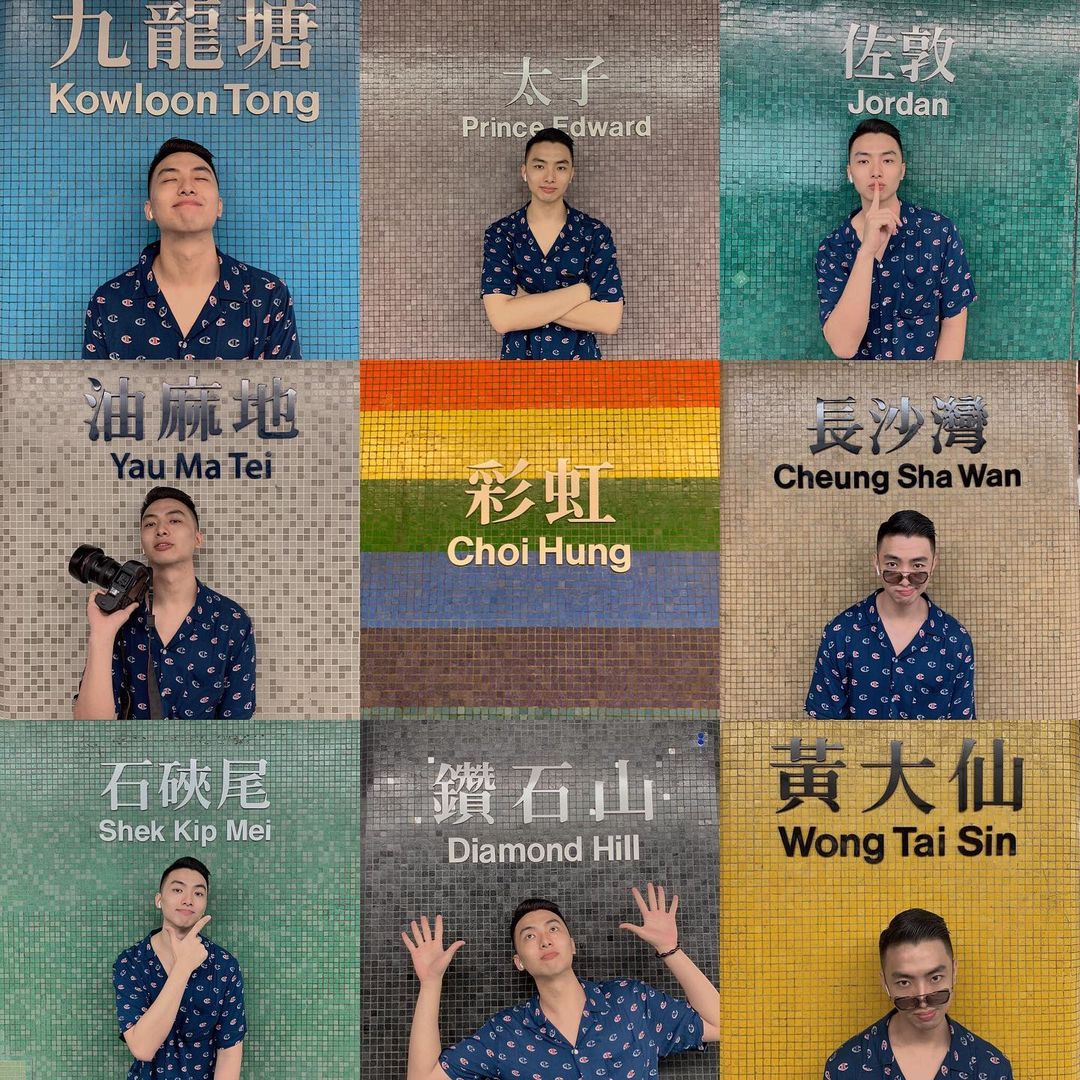 九龍塘
Kowloon Tong
太子
Prince Edward
佐敦
Jordan
油麻地
Yau Ma Tei
彩虹
Choi Hung
長沙灣
Cheung Sha Wan
石硤尾
Shek Kip Mei
鑽石山
Diamond Hill
黃大仙
Wong Tai Sin